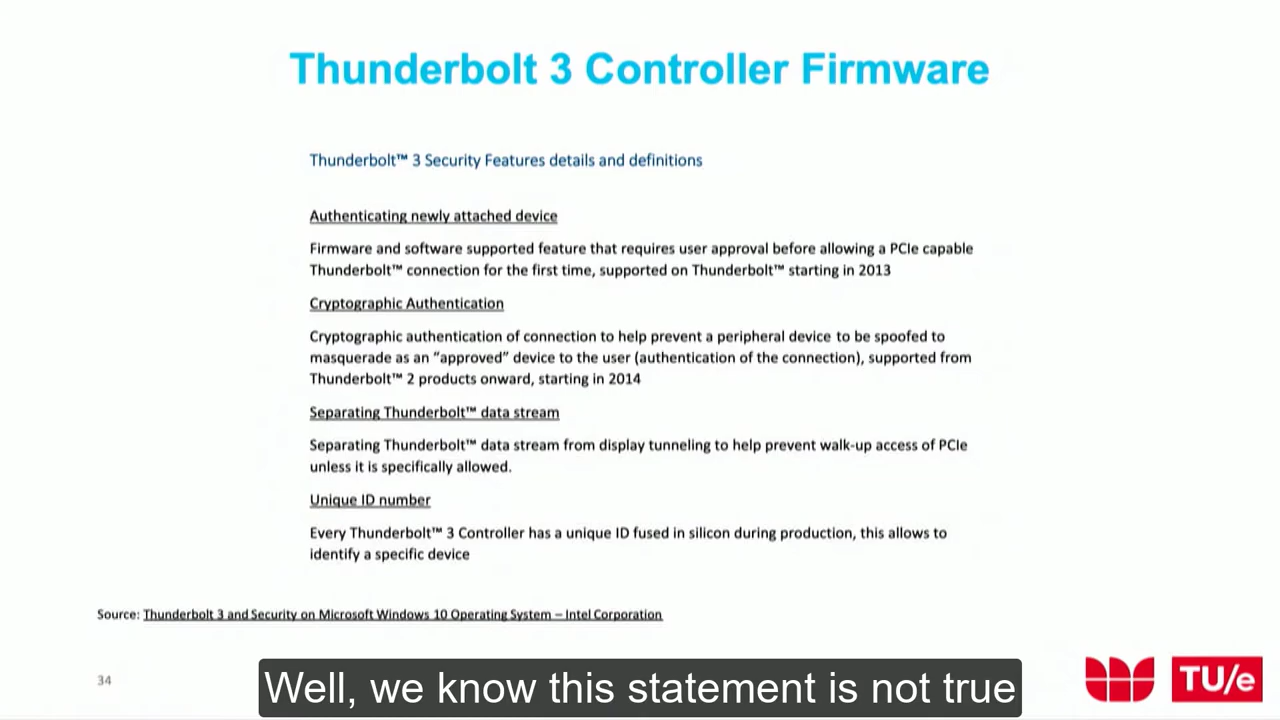 Thunderbolt 3 Controller Firmware
Thunderbolt™ 3 Security Features details and definitions
Authenticating newly attached device
Firmware and software supported feature that requires user approval before allowing a PCIe capable
Thunderbolt™ connection for the first time, supported on Thunderbolt™ starting in 2013
Cryptographic Authentication
Cryptographic authentication of connection to help prevent a peripheral device to be spoofed to
masquerade as an “approved” device to the user (authentication of the connection), supported from
Thunderbolt™ 2 products onward, starting in 2014
Separating Thunderbolt™ data stream
Separating Thunderbolt™ data stream from display tunneling to help prevent walk-up access of PCIe
unless it is specifically allowed.
Unique ID number
Every Thunderbolt™ 3 Controller has a unique ID fused in silicon during production, this allows to
identify a specific device
Source: Thunderbolt 3 and Security on Microsoft Windows 10 Operating System – Intel Corporation
34
Well, we know this statement is not true
TU/e